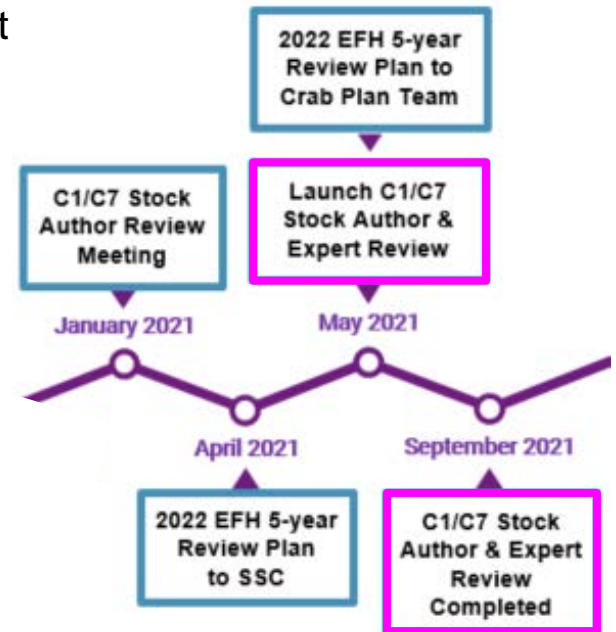 t
2022 EFH 5-year
Review Plan to
Crab Plan Team
C1/C7 Stock
Author Review
Meeting
Launch C1/C7
Stock Author &
Expert Review
January 2021
May 2021
April 2021
September 2021
2022 EFH 5-year
Review Plan
to SSC
C1/C7 Stock
Author & Expert
Review
Completed